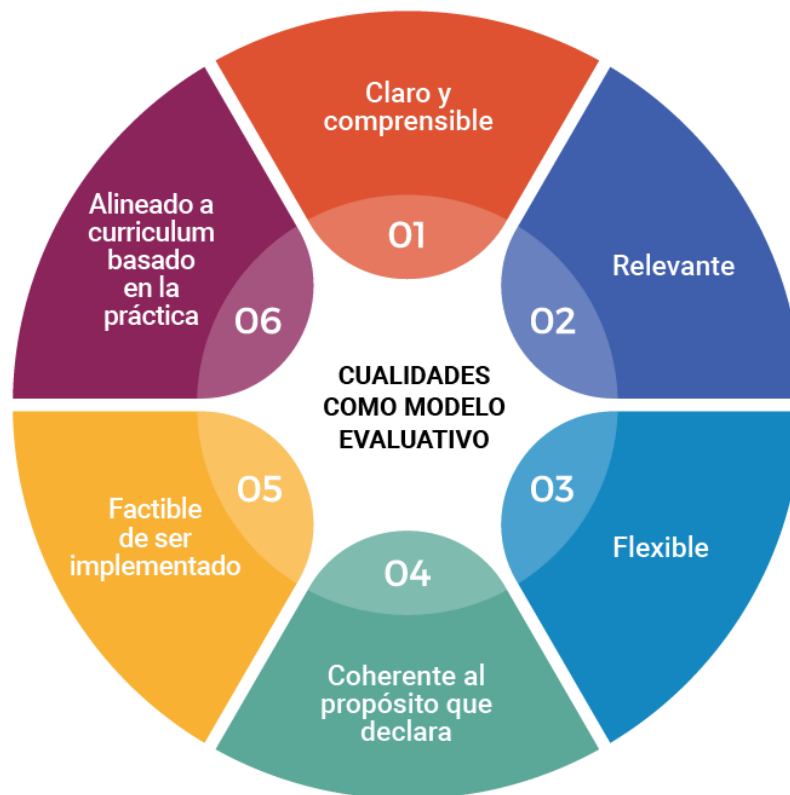 Claro y
comprensible
01
Relevante
02
Flexible
03
Coherente al
propósito que
declara
04
Factible
de ser
implementado
05
Alineado a
curriculum
basado
en la
práctica
06
CUALIDADES
COMO MODELO
EVALUATIVO